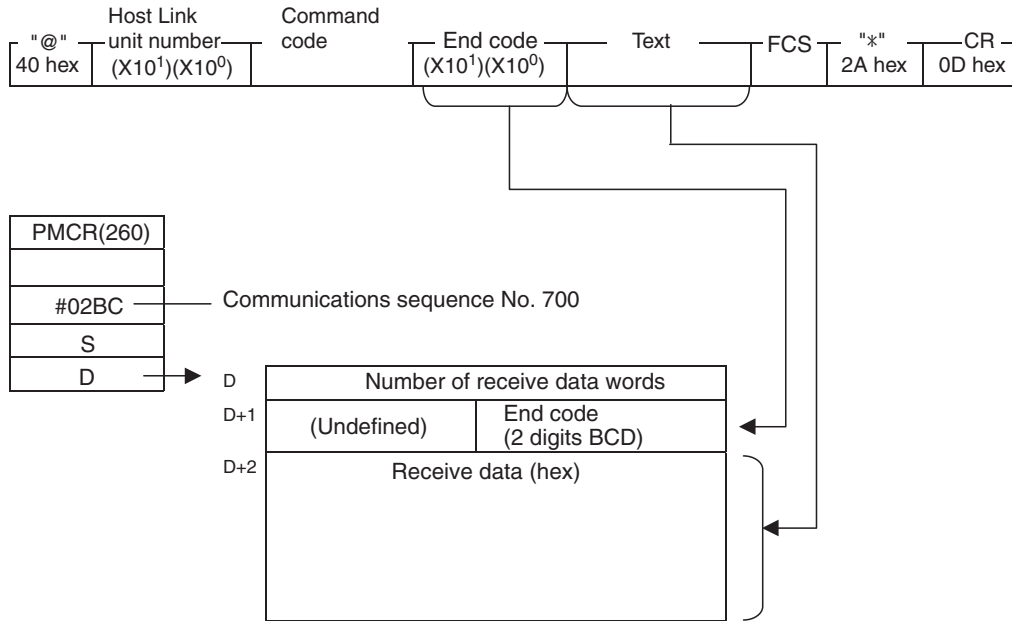 "@"
40 hex
Host Link
unit number
(X10¹)(X10⁰)
Command
code
End code
(X10¹)(X10⁰)
Text
FCS
"*"
2A hex
CR
0D hex
PMCR(260)
#02BC
Communications sequence No. 700
S
D
D
Number of receive data words
D+1
(Undefined)
End code
(2 digits BCD)
D+2
Receive data (hex)